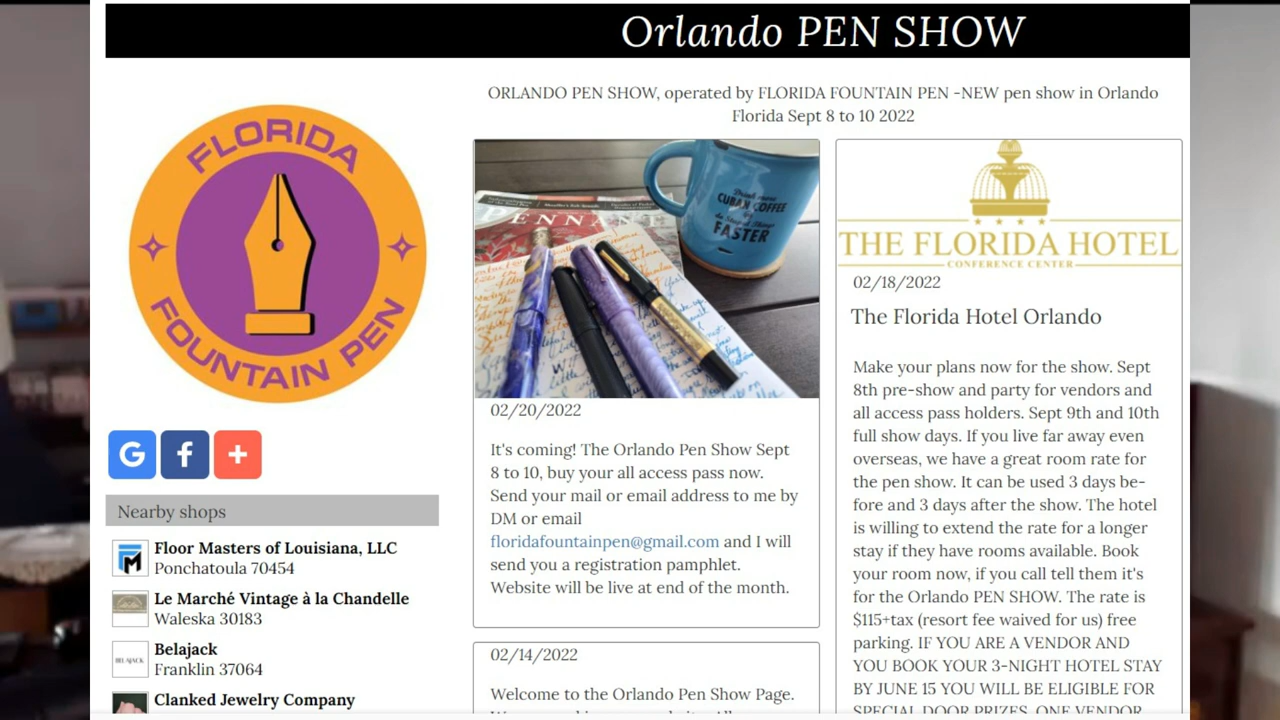 Orlando PEN SHOW
ORLANDO PEN SHOW, operated by FLORIDA FOUNTAIN PEN -NEW pen show in Orlando
Florida Sept 8 to 10 2022
FLORIDA
FOUNTAIN PEN
G
f
+
Nearby shops
Floor Masters of Louisiana, LLC
Ponchatoula 70454
Le Marché Vintage à la Chandelle
Waleska 30183
BELAJACK
Belajack
Franklin 37064
Clanked Jewelry Company
PENNANT
Drink more
CUBAN COFFEE
do Stupid Things
FASTER
02/20/2022
It's coming! The Orlando Pen Show Sept
8 to 10, buy your all access pass now.
Send your mail or email address to me by
DM or email
floridafountainpen@gmail.com and I will
send you a registration pamphlet.
Website will be live at end of the month.
02/14/2022
Welcome to the Orlando Pen Show Page.
THE FLORIDA HOTEL
CONFERENCE CENTER
02/18/2022
The Florida Hotel Orlando
Make your plans now for the show. Sept
8th pre-show and party for vendors and
all access pass holders. Sept 9th and 10th
full show days. If you live far away even
overseas, we have a great room rate for
the pen show. It can be used 3 days be-
fore and 3 days after the show. The hotel
is willing to extend the rate for a longer
stay if they have rooms available. Book
your room now, if you call tell them it's
for the Orlando PEN SHOW. The rate is
$115+tax (resort fee waived for us) free
parking. IF YOU ARE A VENDOR AND
YOU BOOK YOUR 3-NIGHT HOTEL STAY
BY JUNE 15 YOU WILL BE ELIGIBLE FOR
SPECIAL DOOR PRIZES. ONE VENDOR